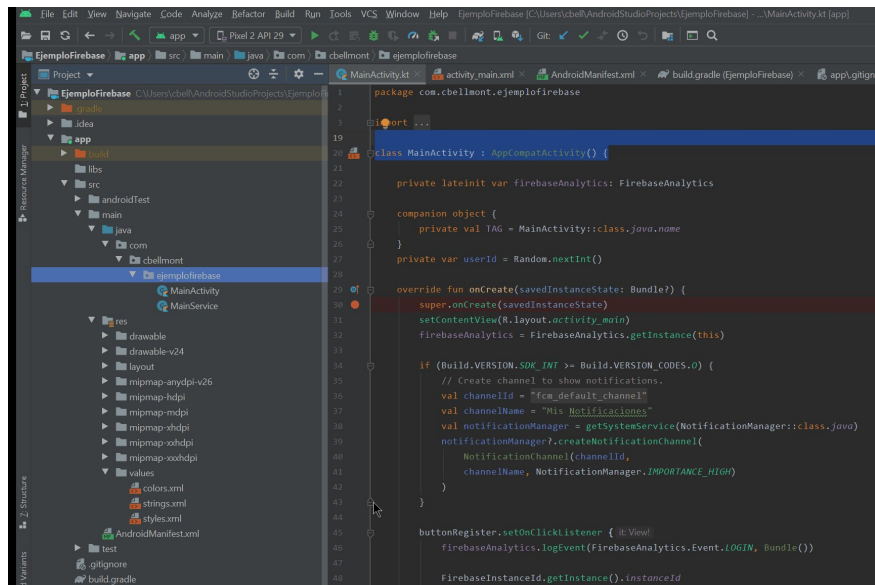 File Edit View Navigate Code Analyze Refactor Build Run Tools VCS Window Help EjemploFirebase [C:\Users\cbell\AndroidStudioProjects\EjemploFirebase] - ...\MainActivity.kt [app]
app Pixel 2 API 29 Git:
EjemploFirebase app src main java com cbellmont ejemplofirebase
Project MainActivity.kt activity_main.xml AndroidManifest.xml build.gradle (EjemploFirebase) app\.gitign
1: Project
Resource Manager
Z: Structure
d Variants
EjemploFirebase C:\Users\cbell\AndroidStudioProjects\Ejemplofi
.gradle
.idea
app
build
libs
src
androidTest
main
java
com
cbellmont
ejemplofirebase
MainActivity
MainService
res
drawable
drawable-v24
layout
mipmap-anydpi-v26
mipmap-hdpi
mipmap-mdpi
mipmap-xhdpi
mipmap-xxhdpi
mipmap-xxxhdpi
values
colors.xml
strings.xml
styles.xml
AndroidManifest.xml
test
.gitignore
build.gradle
1 package com.cbellmont.ejemplofirebase
2
3 import ...
19
20 class MainActivity : AppCompatActivity() {
21
22 private lateinit var firebaseAnalytics: FirebaseAnalytics
23
24 companion object {
25 private val TAG = MainActivity::class.java.name
26 }
27 private var userId = Random.nextInt()
28
29 override fun onCreate(savedInstanceState: Bundle?) {
30 super.onCreate(savedInstanceState)
31 setContentView(R.layout.activity_main)
32 firebaseAnalytics = FirebaseAnalytics.getInstance(this)
33
34 if (Build.VERSION.SDK_INT >= Build.VERSION_CODES.O) {
35 // Create channel to show notifications.
36 val channelId = "fcm_default_channel"
37 val channelName = "Mis Notificaciones"
38 val notificationManager = getSystemService(NotificationManager::class.java)
39 notificationManager?.createNotificationChannel(
40 NotificationChannel(channelId,
41 channelName, NotificationManager.IMPORTANCE_HIGH)
42 )
43 }
44
45 buttonRegister.setOnClickListener { it: View!
46 firebaseAnalytics.logEvent(FirebaseAnalytics.Event.LOGIN, Bundle())
47
48 FirebaseInstanceId.getInstance().instanceId